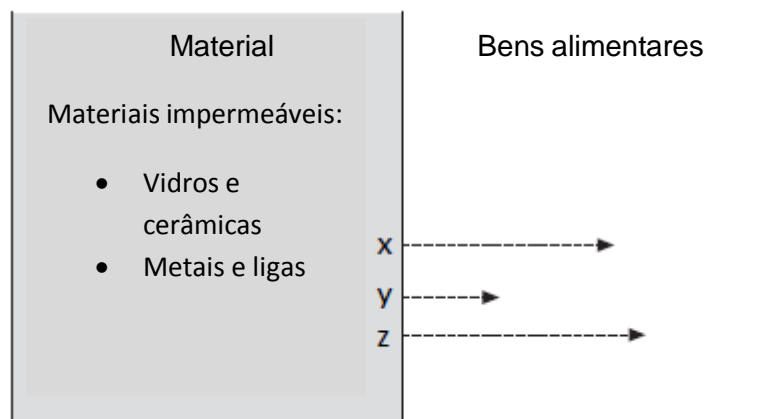 Material
Bens alimentares
Materiais impermeáveis:
• Vidros e
cerâmicas
• Metais e ligas
x
y
z